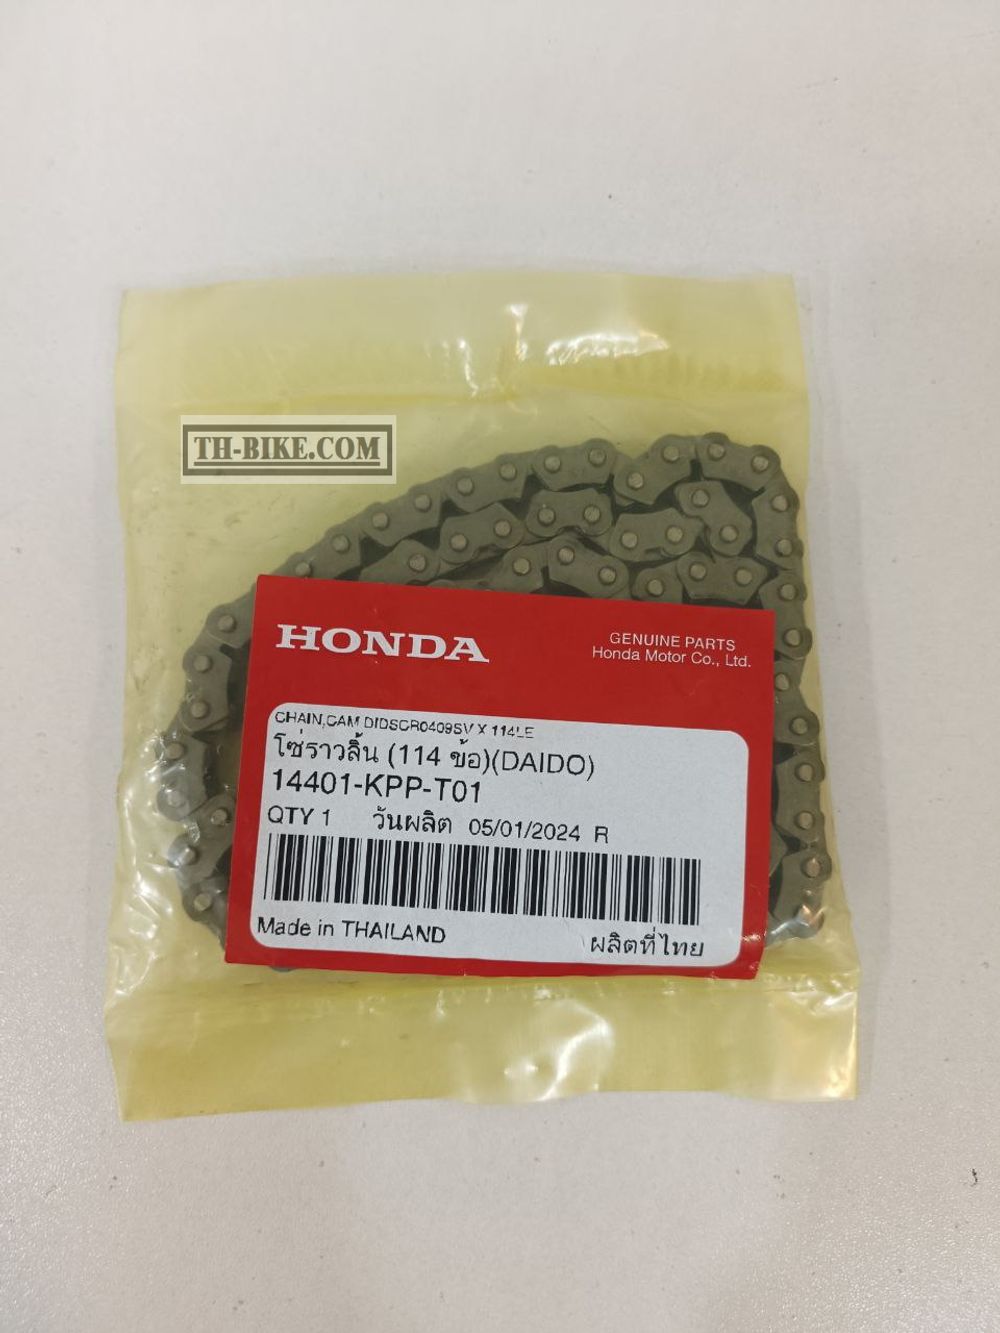 TH-BIKE.COM
HONDA
GENUINE PARTS
Honda Motor Co., Ltd.
CHAIN,CAM DIDSCR0409SV X 114LE
โซ่ราวลิ้น (114 ข้อ)(DAIDO)
14401-KPP-T01
QTY 1 วันผลิต 05/01/2024 R
Made in THAILAND
ผลิตที่ไทย